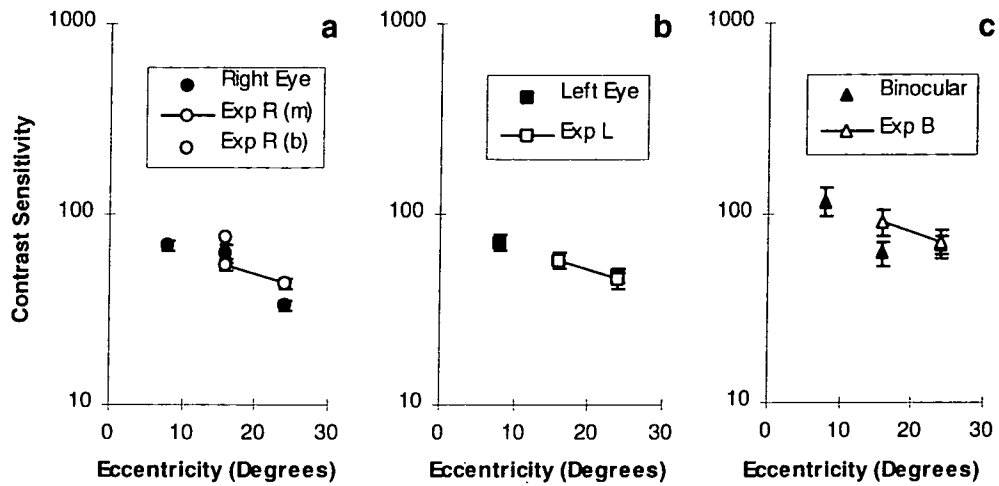 a
1000
100
10
Contrast Sensitivity
Right Eye
Exp R (m)
Exp R (b)
0 10 20 30
Eccentricity (Degrees)
b
1000
100
10
Left Eye
Exp L
0 10 20 30
Eccentricity (Degrees)
c
1000
100
10
Binocular
Exp B
0 10 20 30
Eccentricity (Degrees)